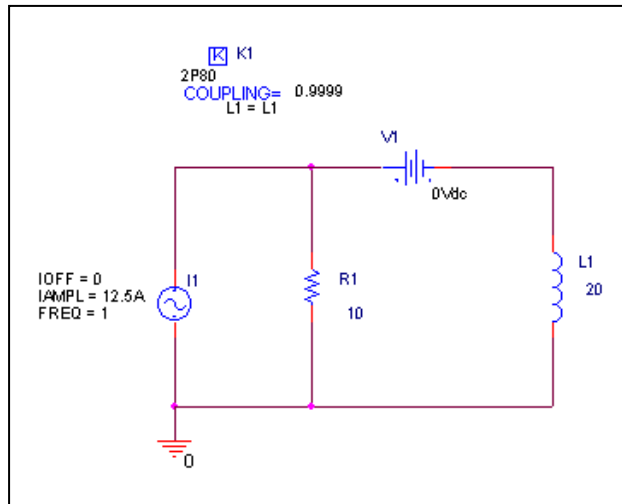 K K1
2P80
COUPLING= 0.9999
L1 = L1
V1
0Vdc
IOFF = 0
IAMPL = 12.5A
FREQ = 1
I1
R1
10
L1
20
0